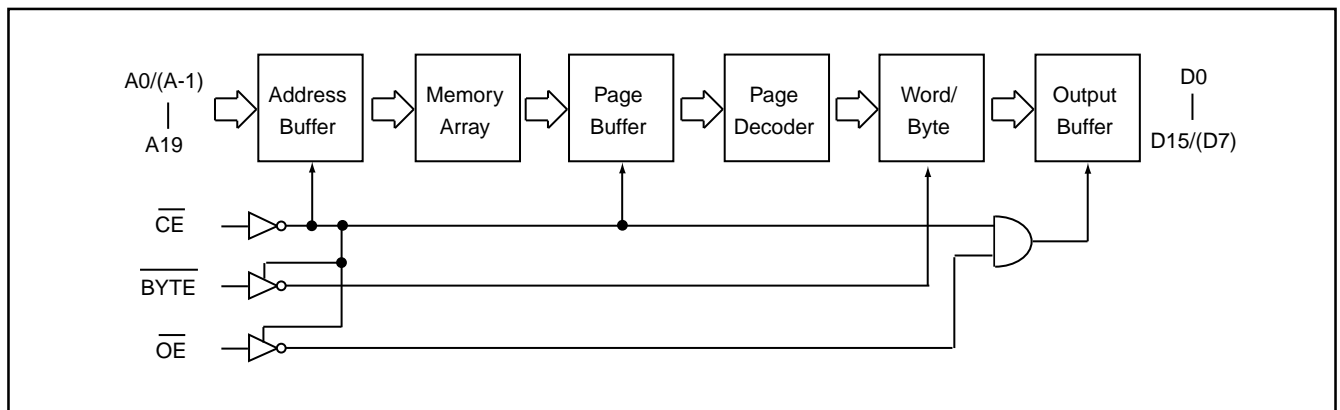 A0/(A-1)
A19
Address
Buffer
Memory
Array
Page
Buffer
Page
Decoder
Word/
Byte
Output
Buffer
D0
D15/(D7)
CE
BYTE
OE